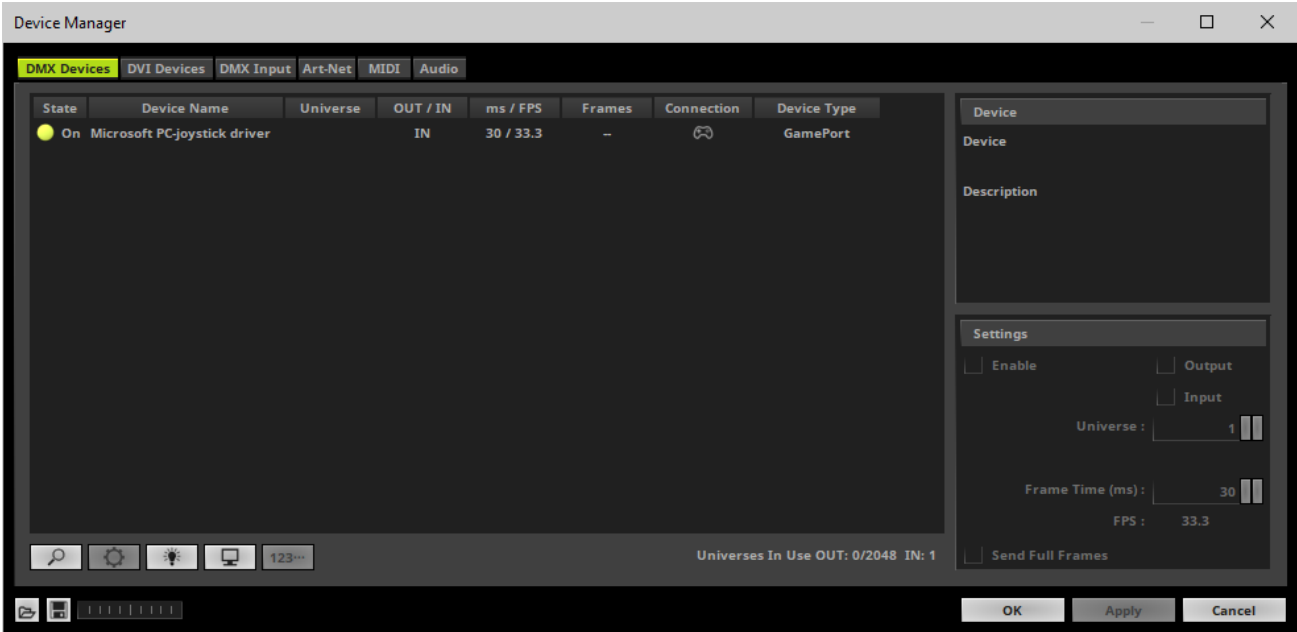 Device Manager
DMX Devices DVI Devices DMX Input Art-Net MIDI Audio
State Device Name Universe OUT / IN ms / FPS Frames Connection Device Type
On Microsoft PC-joystick driver IN 30 / 33.3 -- GamePort
Device
Device
Description
Settings
Enable Output
Input
Universe : 1
Frame Time (ms) : 30
FPS : 33.3
Send Full Frames
123...
Universes In Use OUT: 0/2048 IN: 1
OK Apply Cancel